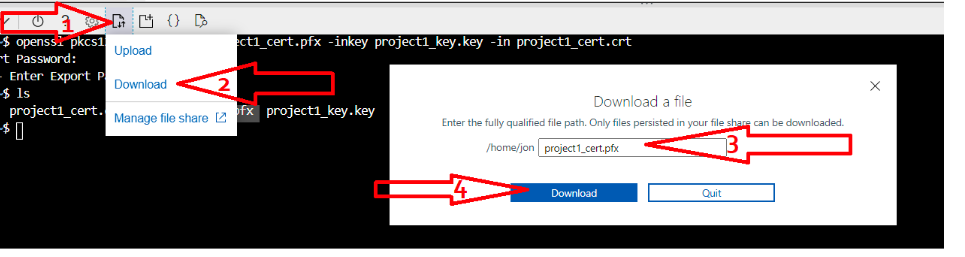 1
$ openssl pkcs1 ect1_cert.pfx -inkey project1_key.key -in project1_cert.crt
rt Password:
- Enter Export P
$ ls
project1_cert. fx project1_key.key
$
Upload
Download
2
Manage file share
Download a file
Enter the fully qualified file path. Only files persisted in your file share can be downloaded.
/home/jon project1_cert.pfx
3
4
Download Quit